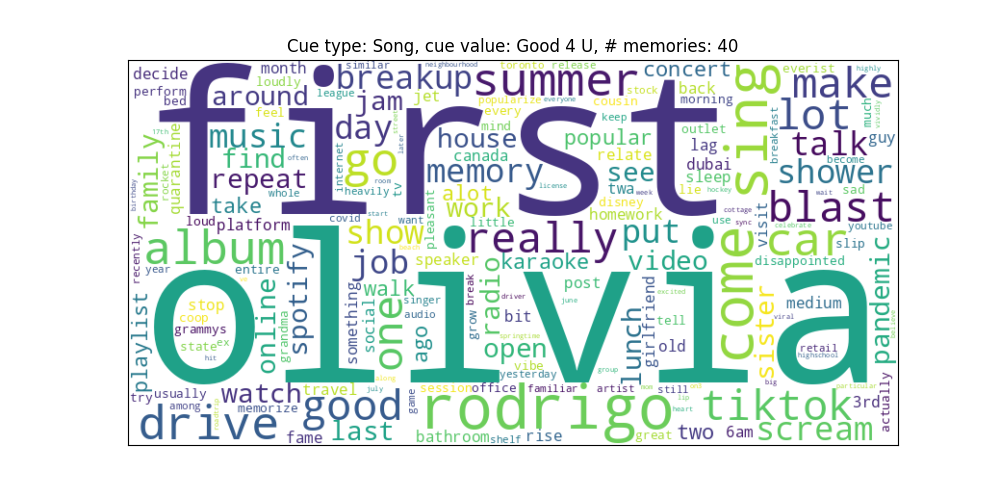 Cue type: Song, cue value: Good 4 U, # memories: 40
decide month similar neighbourhood toronto release concert everist highly
perform loudly breakup summer make
bed around league jam jet popularize cousin stock back morning
first
17th feel every everyone much vividly
music day house mind keep popular outlet sing lot
family rocket quarantine find internet street later go canada relate lag breakfast talk guy
repeat often tv memory see dubai become
birthday whole heavily room license alot twa disney sleep shower
take covid start pleasant work week homework lie hockey visit wait sad
loud platform want little put use cottage sync blast youtube
recently album show really come celebrate car slip
year entire spotify job speaker karaoke video disappointed
olivia
playlist stop online grandma something social walk one singer audio ago radio grow break driver post june girlfriend excited tell sister medium pandemic
coop bit springtime old viral believe
grammys state ex open lunch retail
hit vibe group highschool
yesterday
try usually watch travel july along game session office familiar artist mom still big particular actually
among roadtrip memorize good rodrigo lip heart tiktok 3rd
drive fame last bathroom shelf rise great two 6am scream